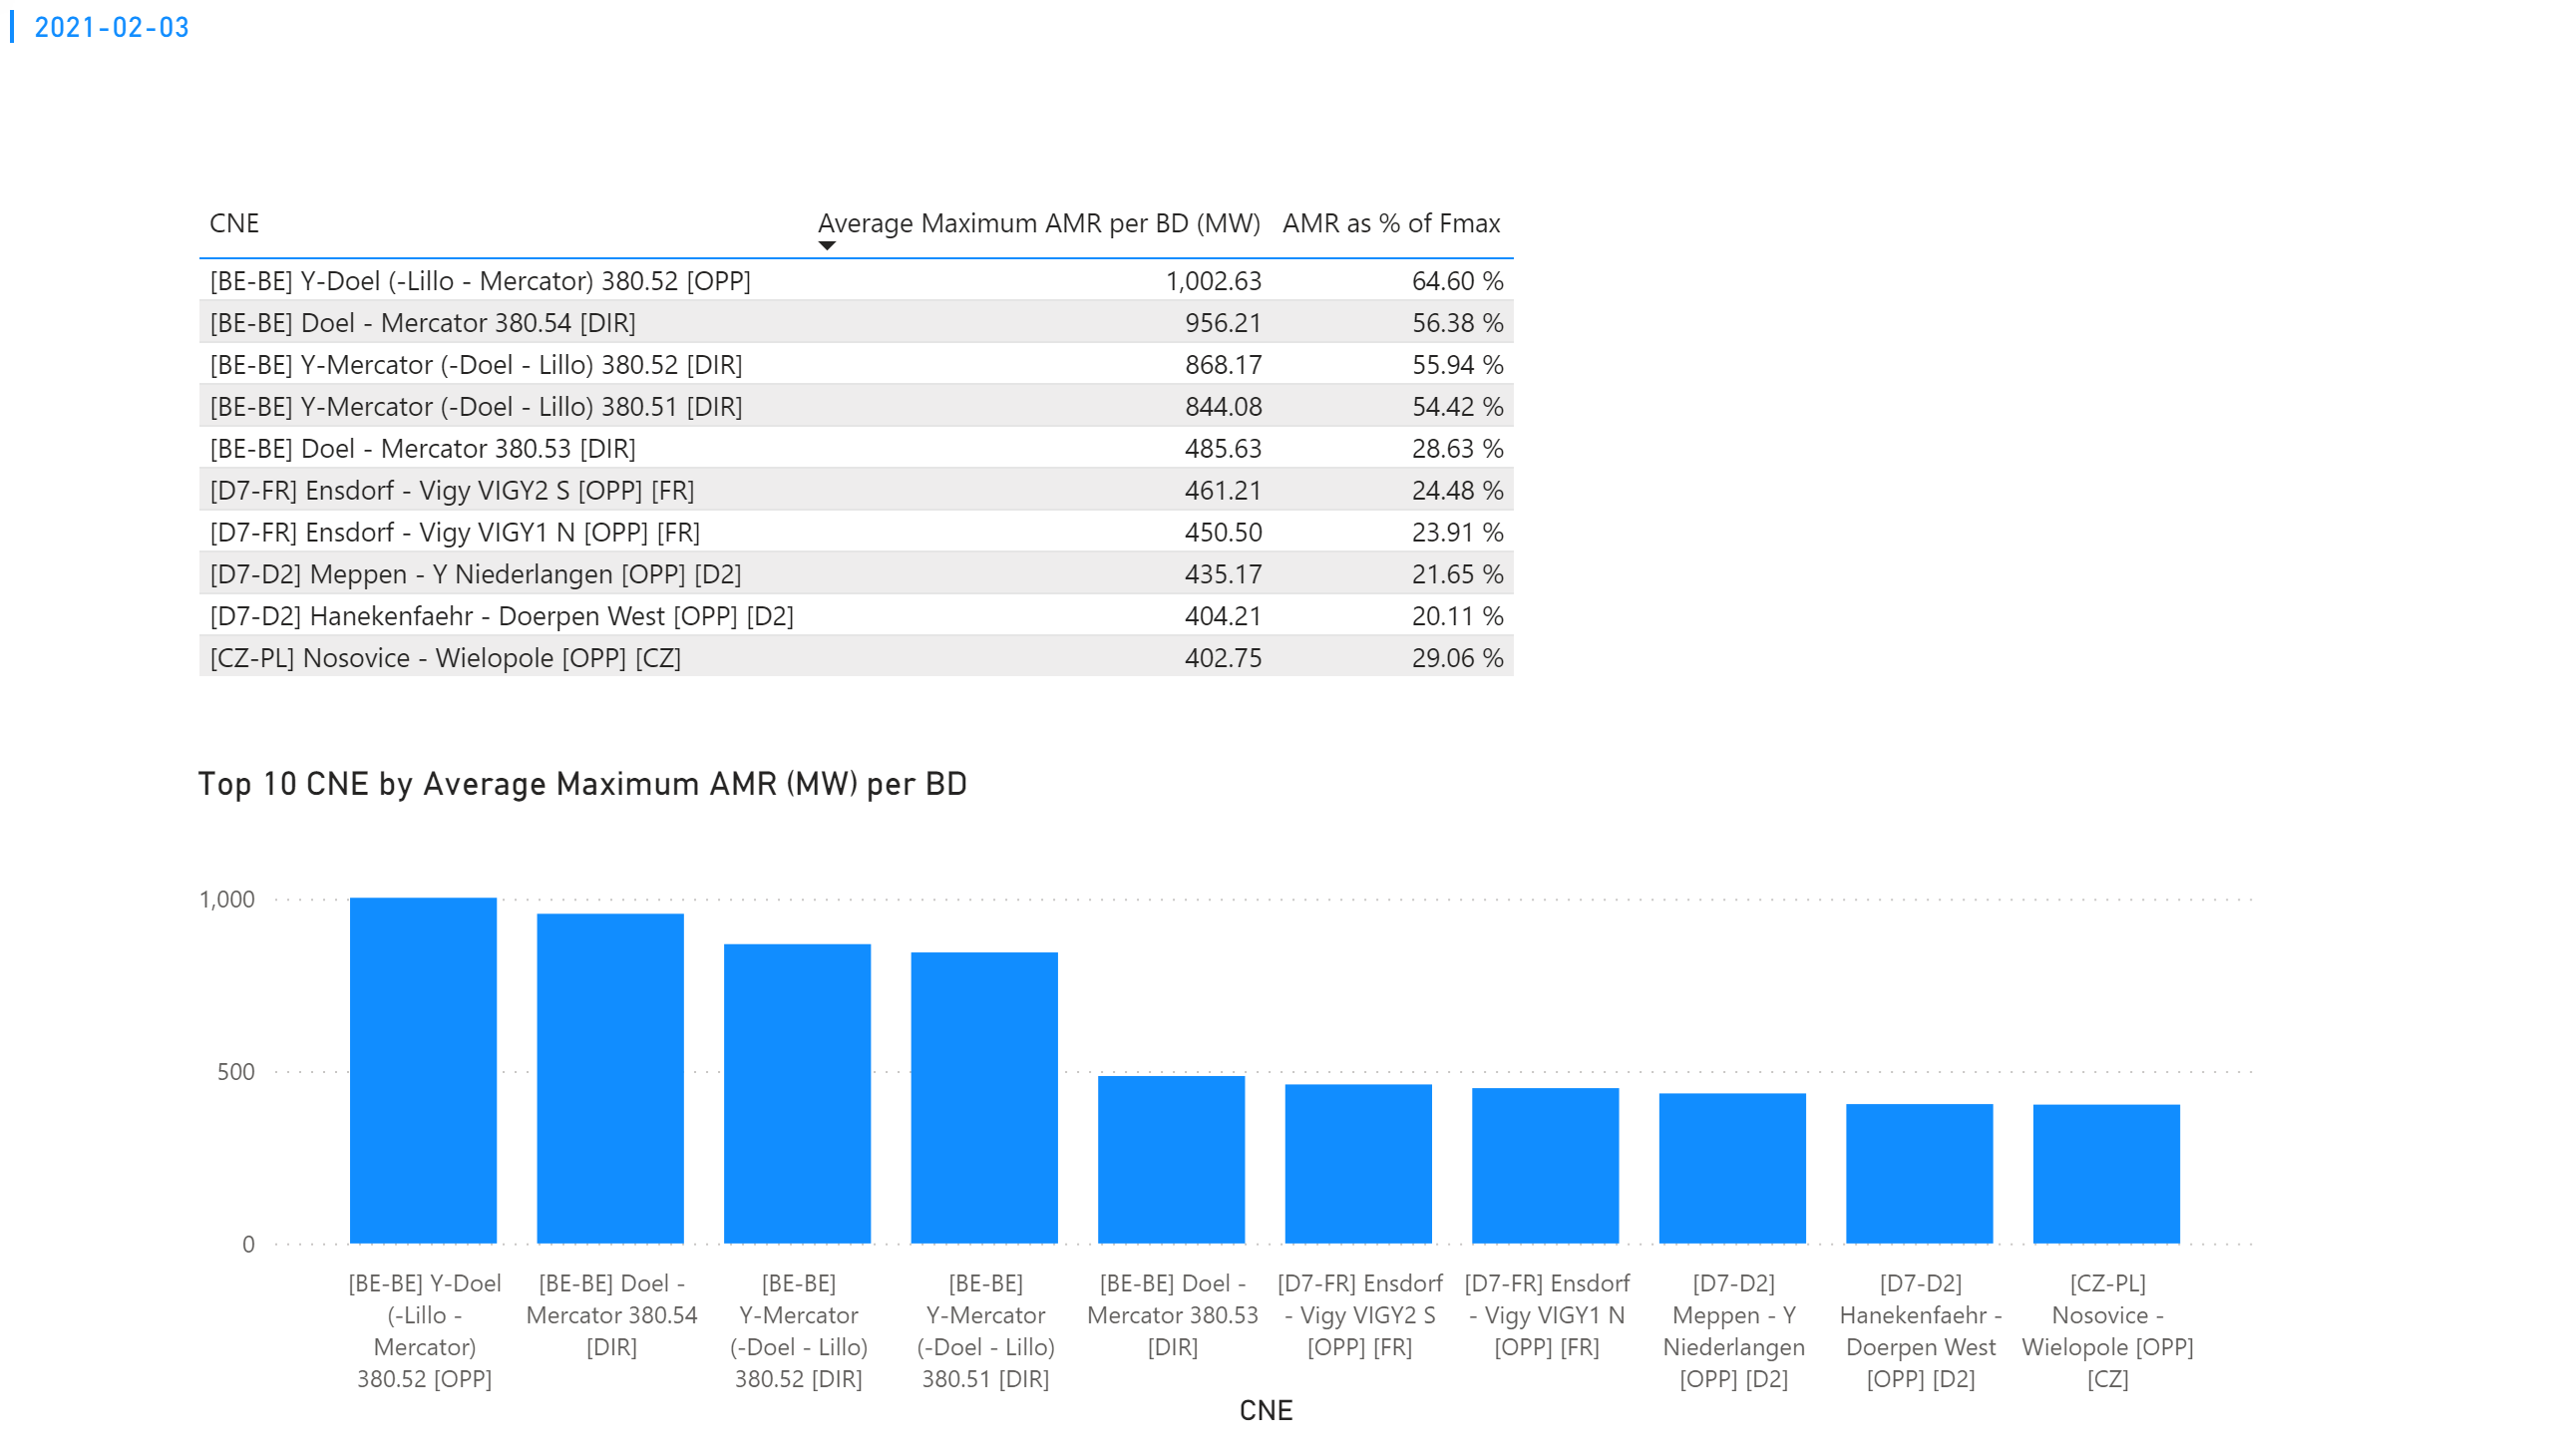 2021-02-03
CNE Average Maximum AMR per BD (MW) AMR as % of Fmax
[BE-BE] Y-Doel (-Lillo - Mercator) 380.52 [OPP] 1,002.63 64.60 %
[BE-BE] Doel - Mercator 380.54 [DIR] 956.21 56.38 %
[BE-BE] Y-Mercator (-Doel - Lillo) 380.52 [DIR] 868.17 55.94 %
[BE-BE] Y-Mercator (-Doel - Lillo) 380.51 [DIR] 844.08 54.42 %
[BE-BE] Doel - Mercator 380.53 [DIR] 485.63 28.63 %
[D7-FR] Ensdorf - Vigy VIGY2 S [OPP] [FR] 461.21 24.48 %
[D7-FR] Ensdorf - Vigy VIGY1 N [OPP] [FR] 450.50 23.91 %
[D7-D2] Meppen - Y Niederlangen [OPP] [D2] 435.17 21.65 %
[D7-D2] Hanekenfaehr - Doerpen West [OPP] [D2] 404.21 20.11 %
[CZ-PL] Nosovice - Wielopole [OPP] [CZ] 402.75 29.06 %
Top 10 CNE by Average Maximum AMR (MW) per BD
1,000
500
0
[BE-BE] Y-Doel
(-Lillo -
Mercator)
380.52 [OPP]
[BE-BE] Doel -
Mercator 380.54
[DIR]
[BE-BE]
Y-Mercator
(-Doel - Lillo)
380.52 [DIR]
[BE-BE]
Y-Mercator
(-Doel - Lillo)
380.51 [DIR]
[BE-BE] Doel -
Mercator 380.53
[DIR]
[D7-FR] Ensdorf
- Vigy VIGY2 S
[OPP] [FR]
[D7-FR] Ensdorf
- Vigy VIGY1 N
[OPP] [FR]
[D7-D2]
Meppen - Y
Niederlangen
[OPP] [D2]
[D7-D2]
Hanekenfaehr -
Doerpen West
[OPP] [D2]
[CZ-PL]
Nosovice -
Wielopole [OPP]
[CZ]
CNE